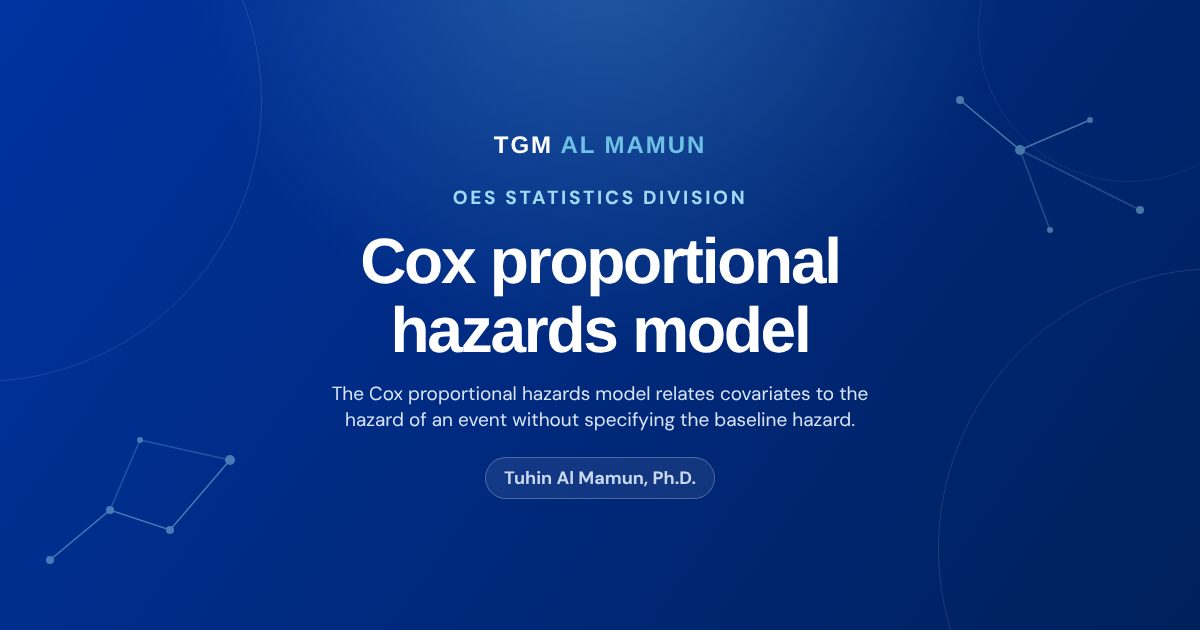 TGM AL MAMUN
OES STATISTICS DIVISION
Cox proportional
hazards model
The Cox proportional hazards model relates covariates to the
hazard of an event without specifying the baseline hazard.
Tuhin Al Mamun, Ph.D.